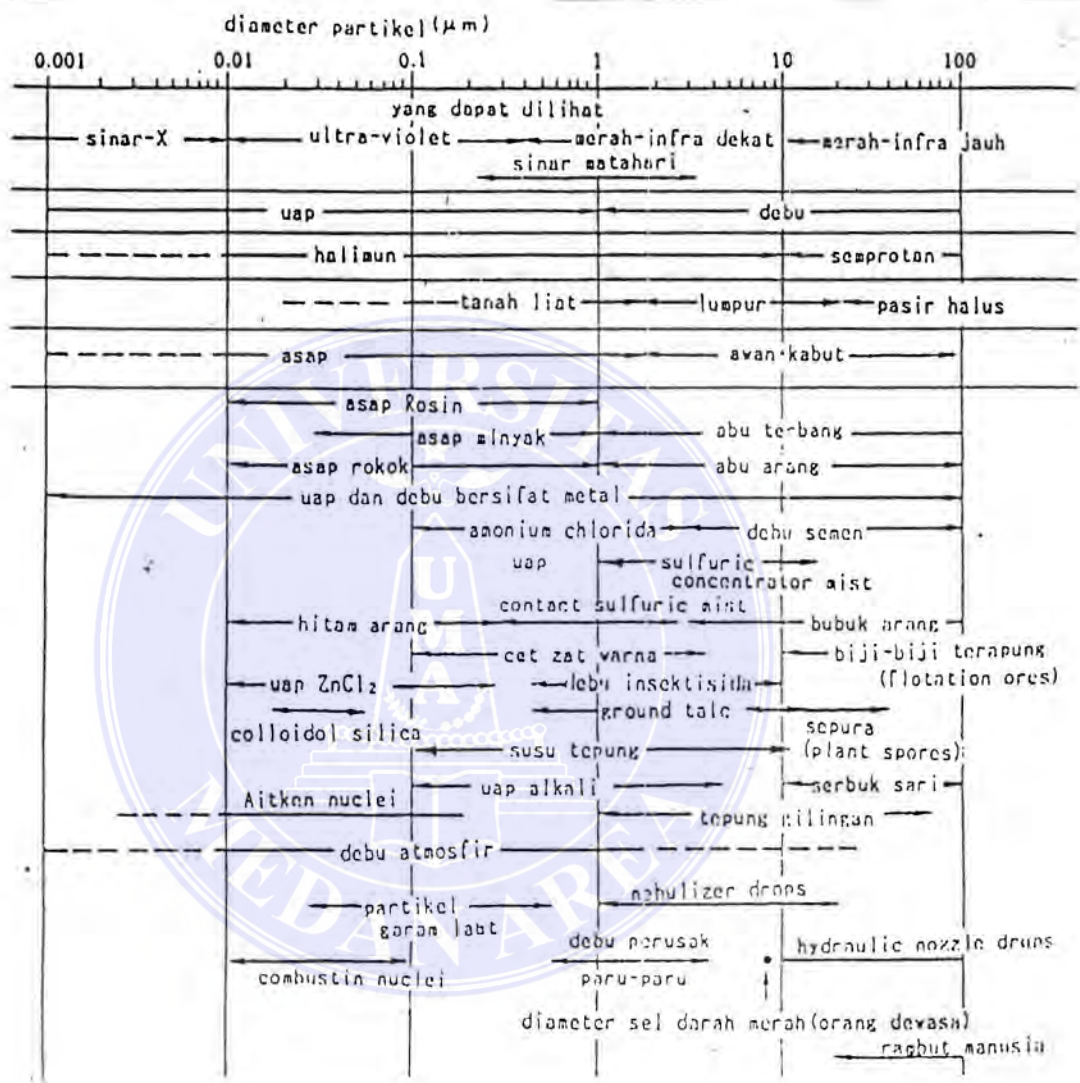 diameter partikel (μm)
0.001 0.01 0.1 1 10 100
yang dapat dilihat
sinar-X ultra-violet merah-infra dekat merah-infra jauh
sinar matahari
uap debu
halimun semprotan
tanah liat lumpur pasir halus
asap awan kabut
asap Rosin
asap minyak abu terbang
asap rokok abu arang
uap dan debu bersifat metal
amonium chlorida debu semen
uap sulfuric
concentrator mist
contact sulfuric mist
hitam arang bubuk arang
cat zat warna biji-biji terapung
(flotation ores)
uap ZnCl₂ debu insektisida
ground talc
sepura
colloidol silica
susu tepung (plant spores)
uap alkali serbuk sari
Aitken nuclei
tepung gilingan
debu atmosfir
nebulizer drops
partikel
garam laut
debu perusak hydraulic nozzle drops
combustin nuclei paru-paru
diameter sel darah merah (orang dewasa)
rambut manusia
UNIVERSITAS
UMA
MEDAN AREA